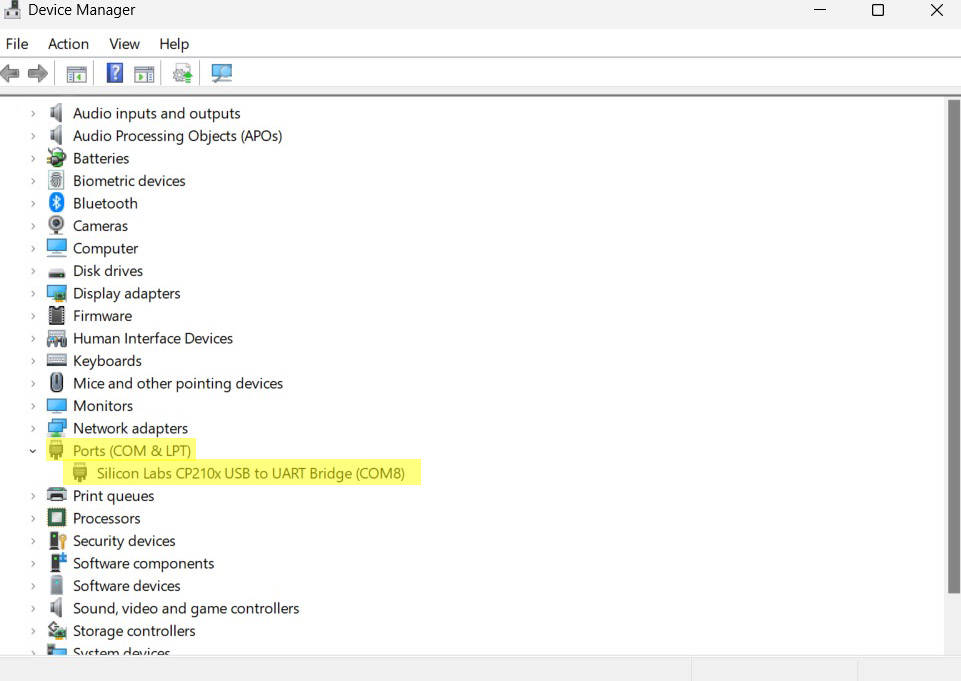 Device Manager
File Action View Help
Audio inputs and outputs
Audio Processing Objects (APOs)
Batteries
Biometric devices
Bluetooth
Cameras
Computer
Disk drives
Display adapters
Firmware
Human Interface Devices
Keyboards
Mice and other pointing devices
Monitors
Network adapters
Ports (COM & LPT)
Silicon Labs CP210x USB to UART Bridge (COM8)
Print queues
Processors
Security devices
Software components
Software devices
Sound, video and game controllers
Storage controllers
System devices